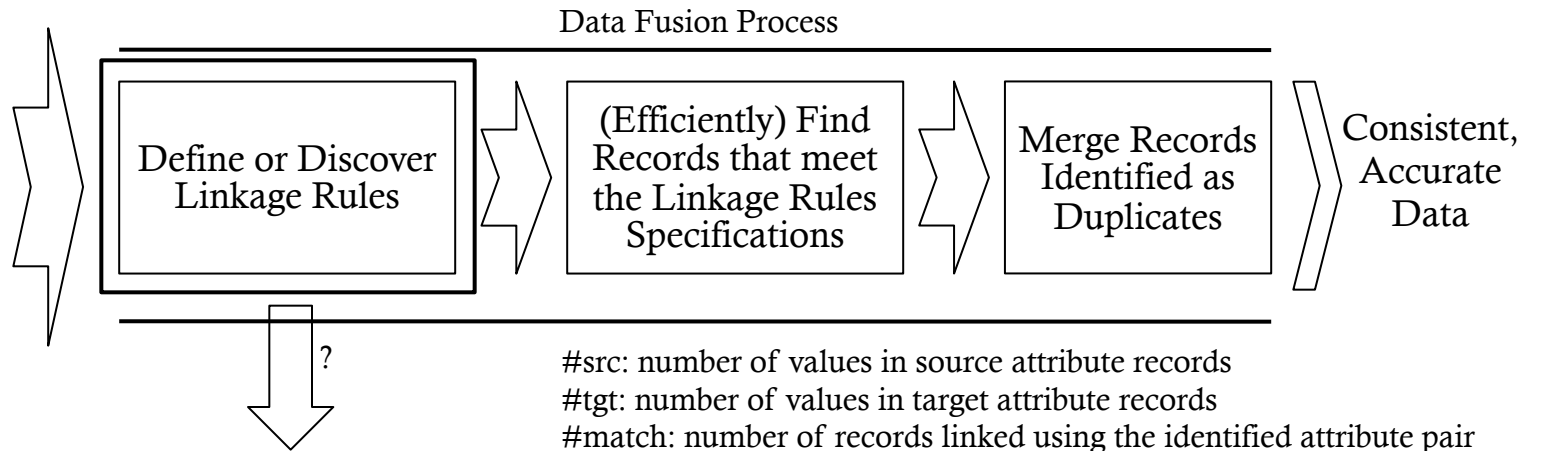 Data Fusion Process
Define or Discover
Linkage Rules
(Efficiently) Find
Records that meet
the Linkage Rules
Specifications
Merge Records
Identified as
Duplicates
Consistent,
Accurate
Data
?
#src: number of values in source attribute records
#tgt: number of values in target attribute records
#match: number of records linked using the identified attribute pair